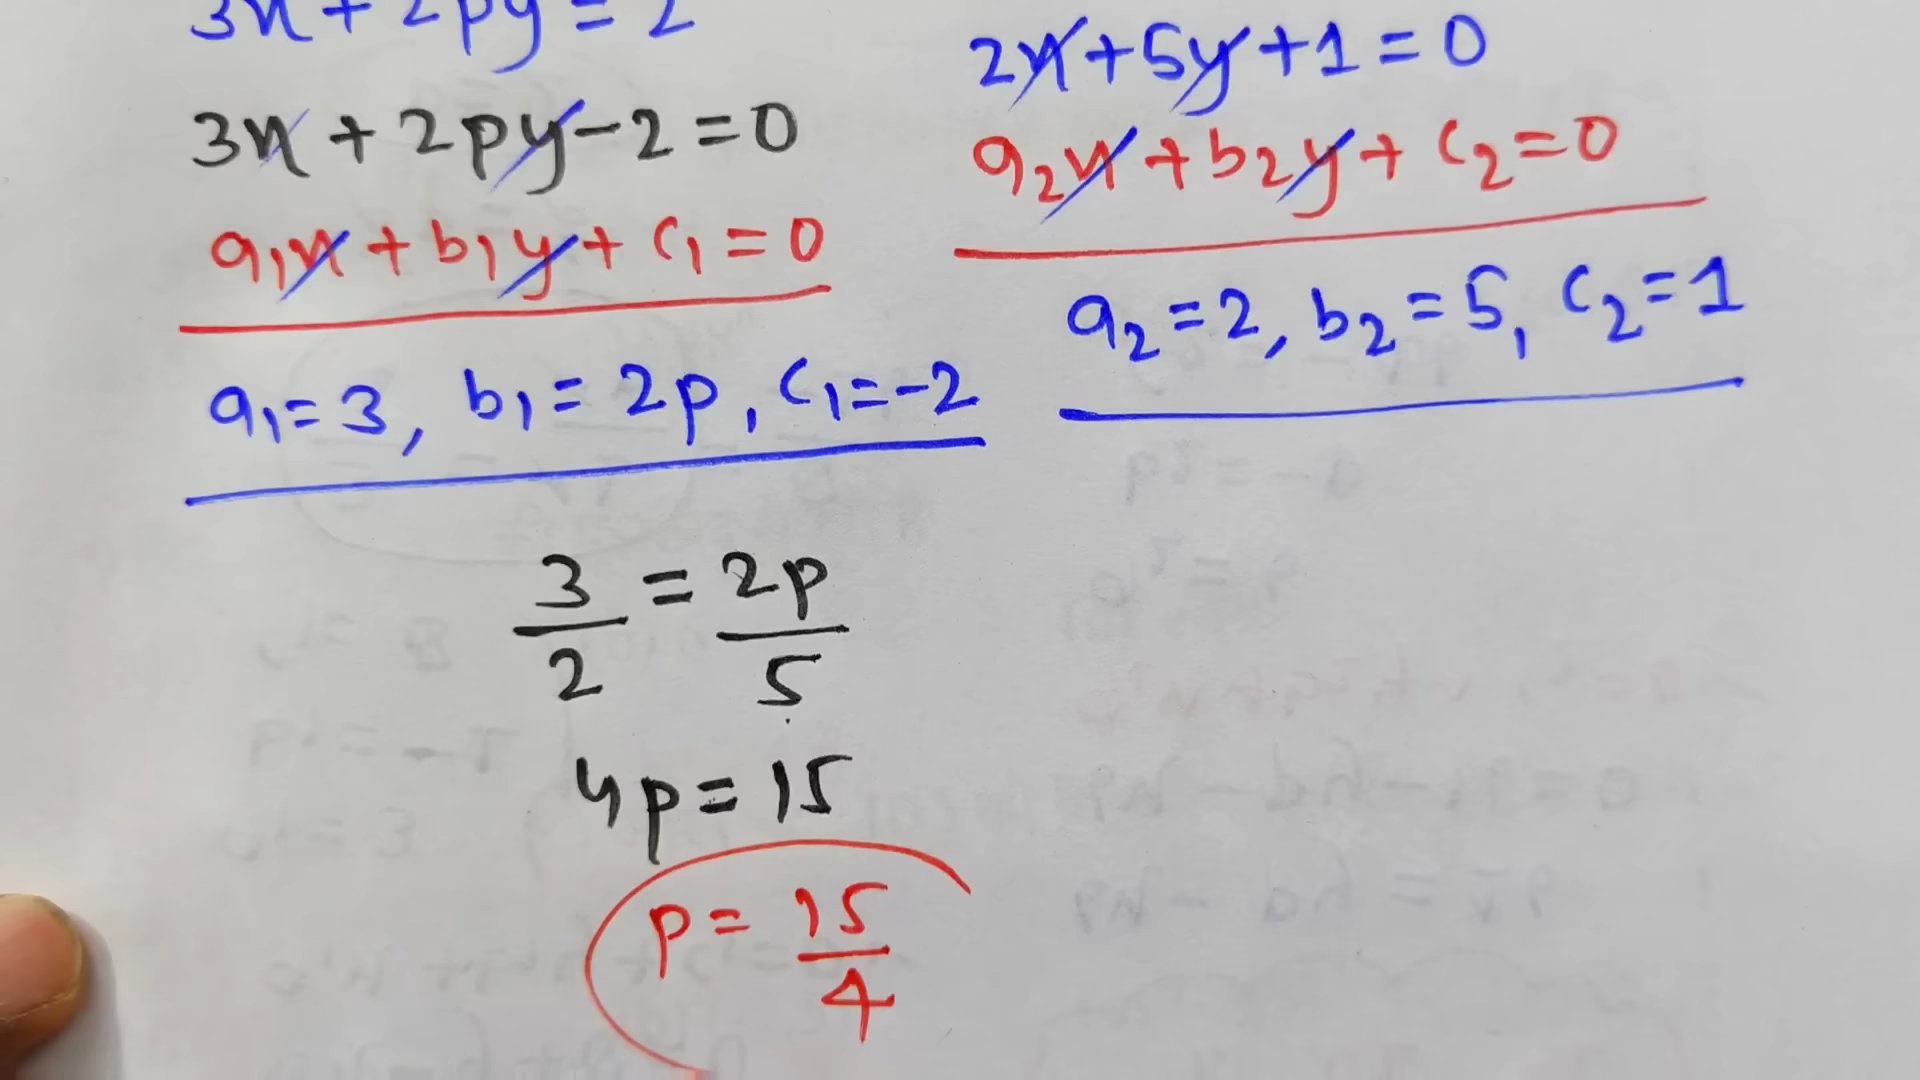 3x + 2py = 2
3x + 2py - 2 = 0
a1x + b1y + c1 = 0
a1 = 3, b1 = 2p, c1 = -2
2x + 5y + 1 = 0
a2x + b2y + c2 = 0
a2 = 2, b2 = 5, c2 = 1
3/2 = 2p/5
4p = 15
p = 15/4